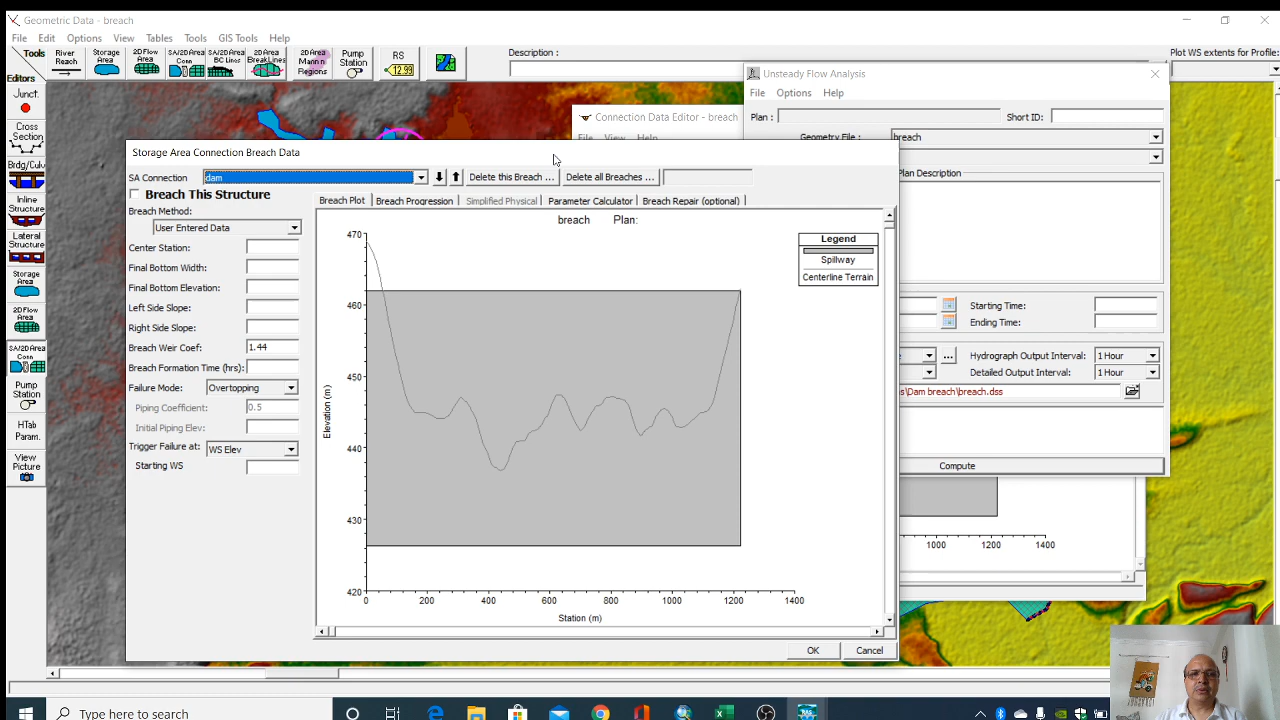 Geometric Data - breach
File Edit Options View Tables Tools GIS Tools Help
Tools
Editors
River Reach
Storage Area
2D Flow Area
SA/2D Area Conn
SA/2D Area BC Lines
2D Area BreakLines
2D Area Mann n Regions
Pump Station
RS
12.99
Description :
Plot WS extents for Profile:
Junct.
Cross Section
Brdg/Culv
Inline Structure
Lateral Structure
Storage Area
2D Flow Area
SA/2D Area Conn
Pump Station
HTab Param.
View Picture
Unsteady Flow Analysis
File Options Help
Plan : Short ID:
Geometry File : breach
Plan Description
Starting Time:
Ending Time:
Hydrograph Output Interval: 1 Hour
Detailed Output Interval: 1 Hour
s\Dam breach\breach.dss
Compute
1000 1200 1400
Connection Data Editor - breach
File View Help
Storage Area Connection Breach Data
SA Connection dam Delete this Breach ... Delete all Breaches ...
Breach This Structure
Breach Method:
User Entered Data
Center Station:
Final Bottom Width:
Final Bottom Elevation:
Left Side Slope:
Right Side Slope:
Breach Weir Coef: 1.44
Breach Formation Time (hrs):
Failure Mode: Overtopping
Piping Coefficient: 0.5
Initial Piping Elev:
Trigger Failure at: WS Elev
Starting WS
Breach Plot Breach Progression Simplified Physical Parameter Calculator Breach Repair (optional)
breach Plan:
Legend
Spillway
Centerline Terrain
Elevation (m)
470
460
450
440
430
420
0 200 400 600 800 1000 1200 1400
Station (m)
OK Cancel
Type here to search